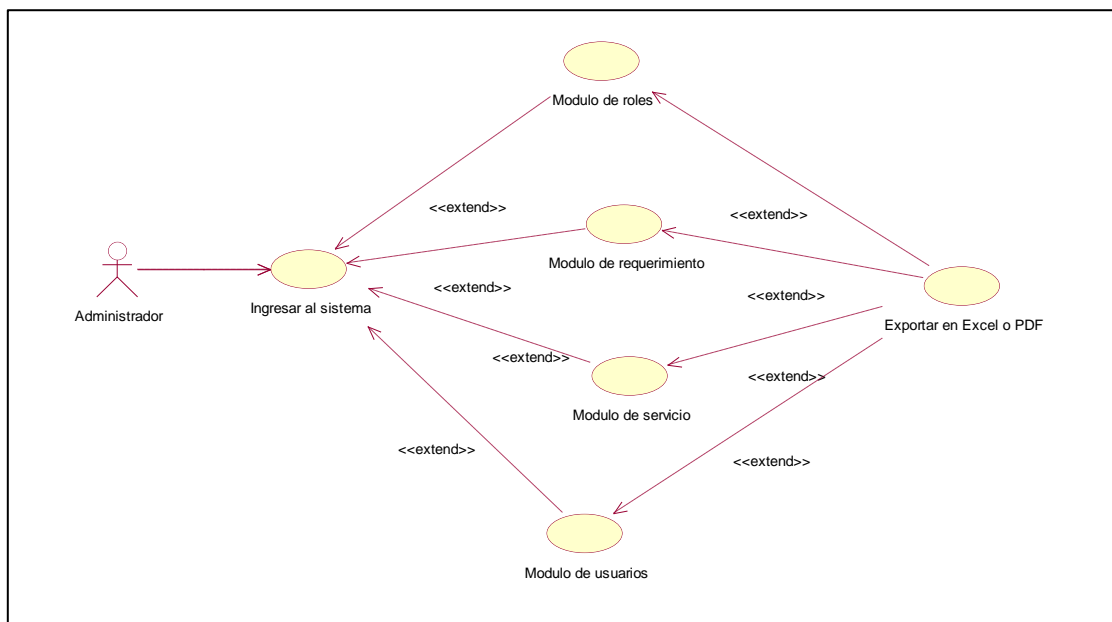 Modulo de roles
<<extend>>
<<extend>>
Modulo de requerimiento
<<extend>>
<<extend>>
Administrador
Ingresar al sistema
Exportar en Excel o PDF
<<extend>>
<<extend>>
Modulo de servicio
<<extend>>
<<extend>>
Modulo de usuarios